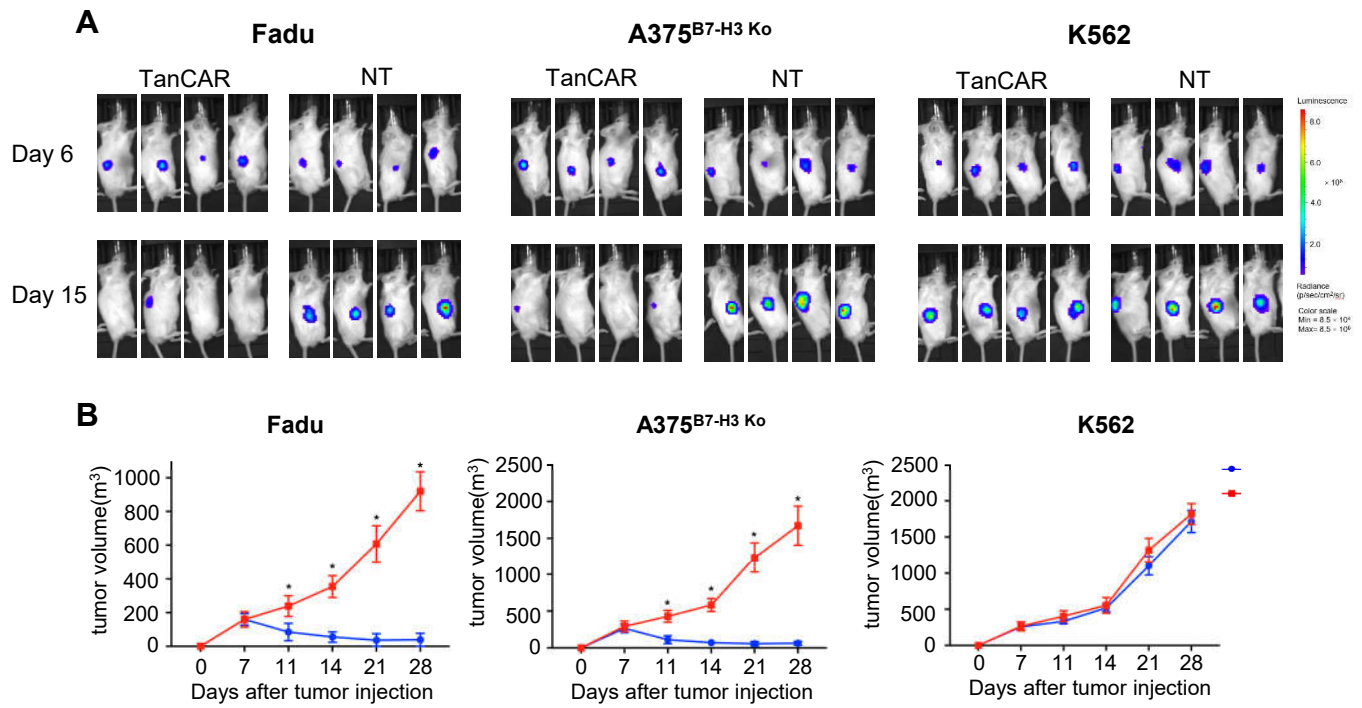 A
Fadu
A375B7-H3 Ko
K562
TanCAR
NT
TanCAR
NT
TanCAR
NT
Day 6
Day 15
Luminescence
8.0
6.0
4.0
2.0
Radiance
(p/sec/cm²/sr)
Color scale
Min = 8.5 × 10⁴
B
Fadu
A375B7-H3 Ko
K562
tumor volume(m³)
1000
800
600
400
200
0
* * * * *
0 7 11 14 21 28
Days after tumor injection
tumor volume(m³)
2500
2000
1500
1000
500
0
* * * *
0 7 11 14 21 28
Days after tumor injection
tumor volume(m³)
2500
2000
1500
1000
500
0
0 7 11 14 21 28
Days after tumor injection